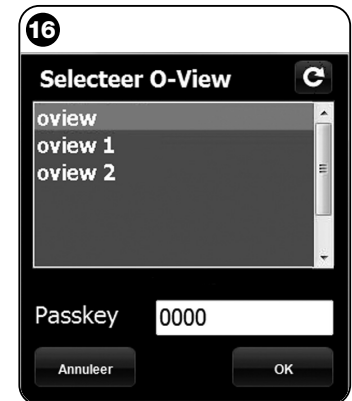 16
Selecteer O-View
oview
oview 1
oview 2
Passkey 0000
Annuleer OK